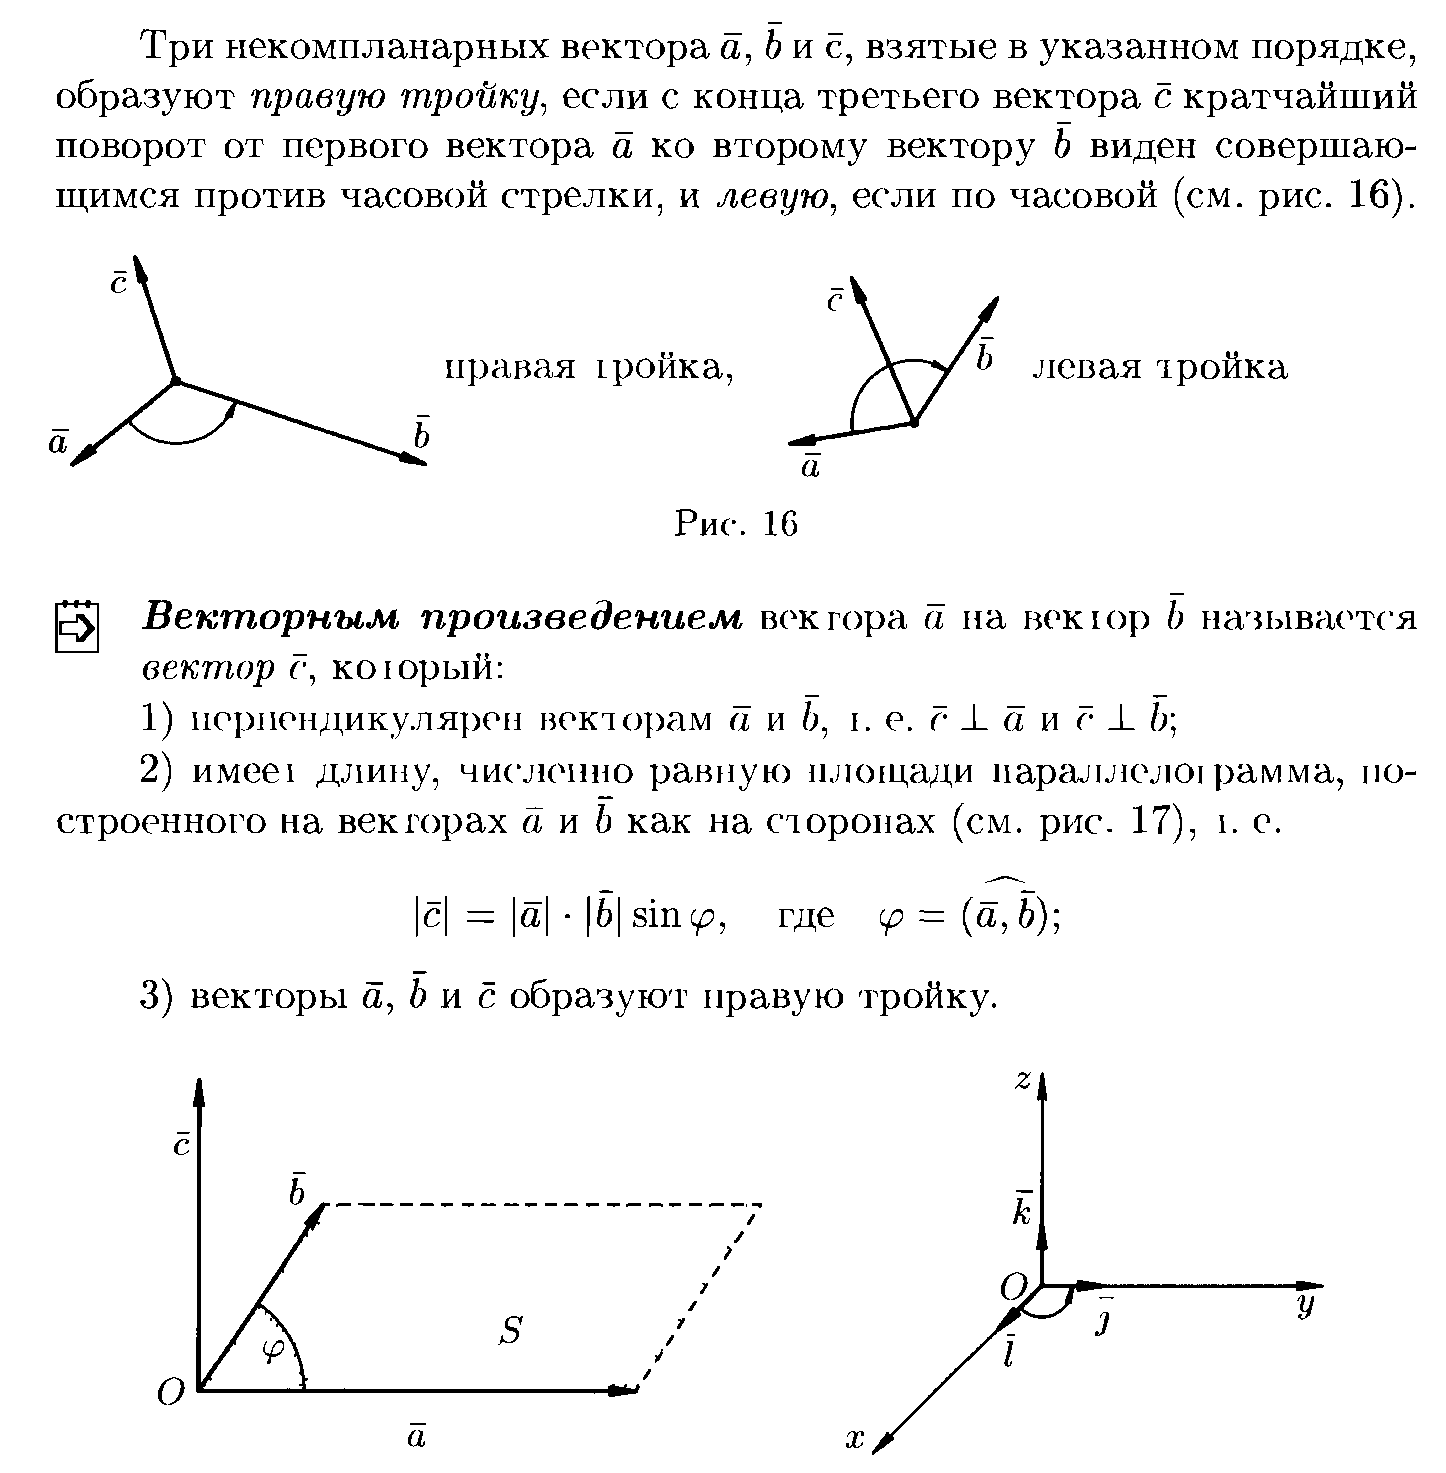 Три некомпланарных вектора a̅, b̅ и c̅, взятые в указанном порядке,
образуют правую тройку, если с конца третьего вектора c̅ кратчайший
поворот от первого вектора a̅ ко второму вектору b̅ виден совершаю-
щимся против часовой стрелки, и левую, если по часовой (см. рис. 16).
c̅
a̅
b̅
правая тройка,
c̅
b̅
a̅
левая тройка
Рис. 16
Векторным произведением вектора a̅ на вектор b̅ называется
вектор c̅, который:
1) перпендикулярен векторам a̅ и b̅, т. е. c̅ ⊥ a̅ и c̅ ⊥ b̅;
2) имеет длину, численно равную площади параллелограмма, по-
строенного на векторах a̅ и b̅ как на сторонах (см. рис. 17), т. е.
|c̅| = |a̅| · |b̅| sin φ, где φ = (a̅, b̅);
3) векторы a̅, b̅ и c̅ образуют правую тройку.
c̅
b̅
φ
S
O
a̅
z
k̅
O
j̅
y
i̅
x